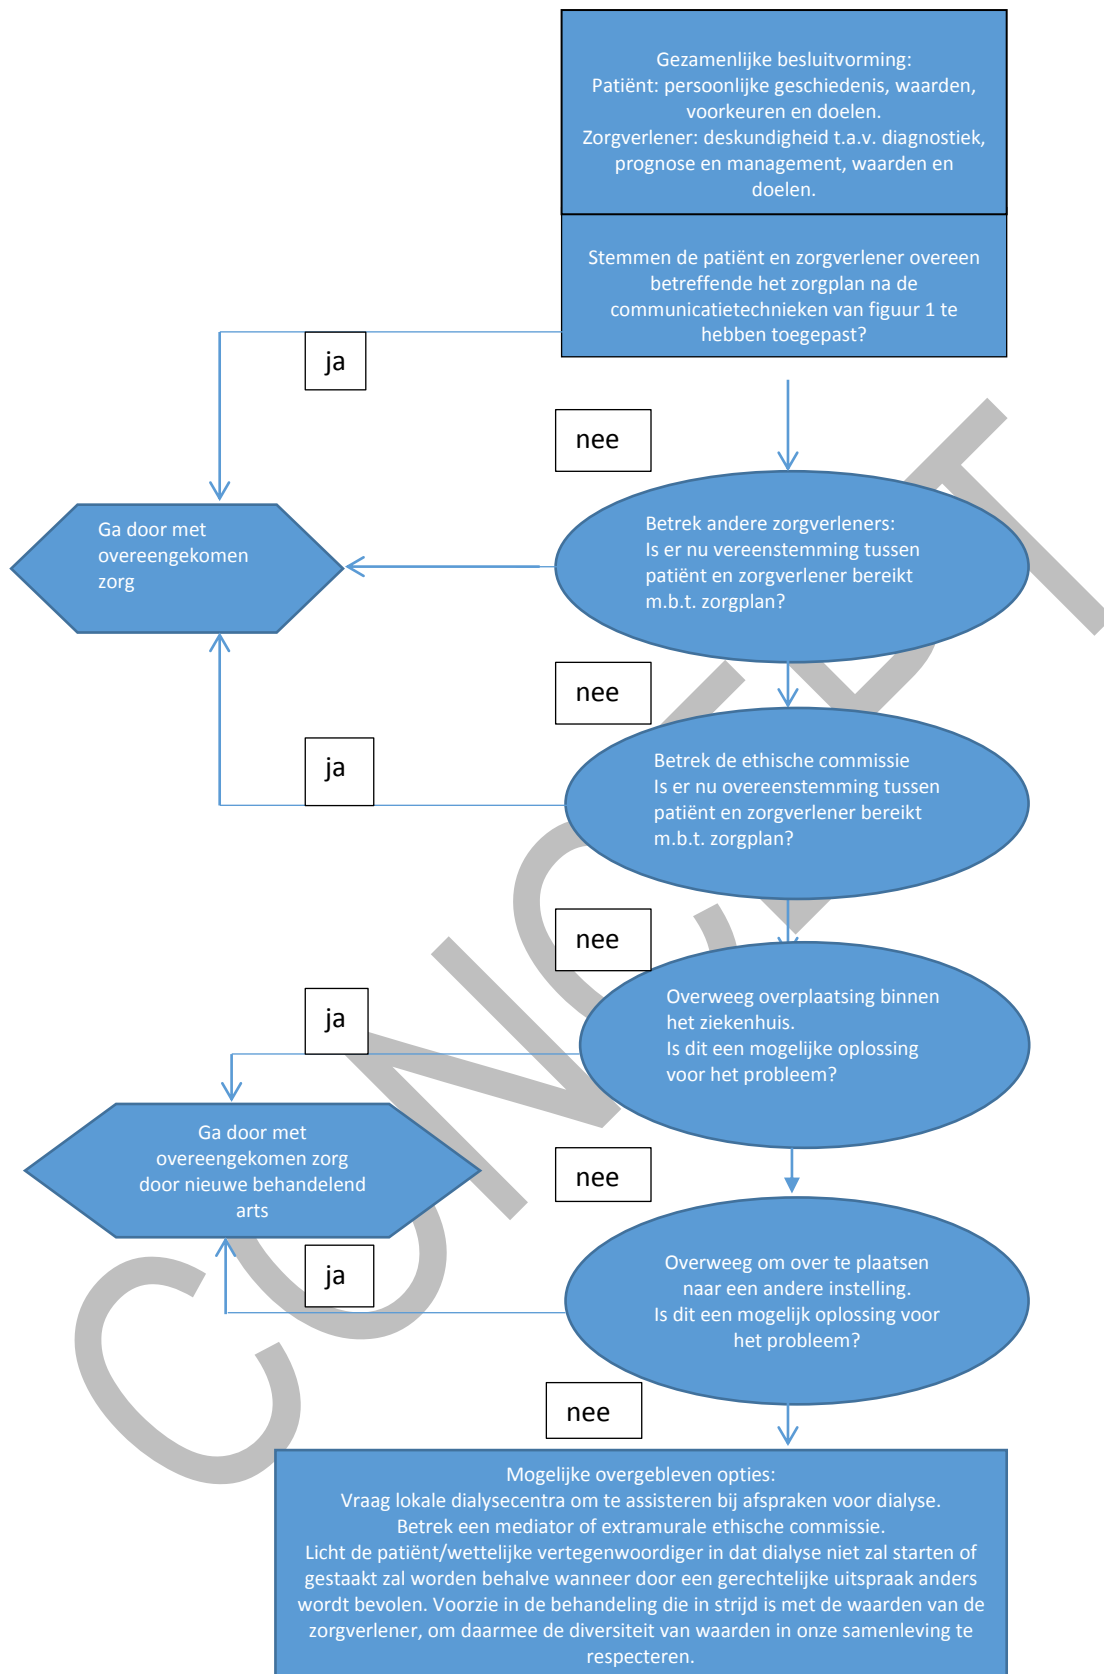 Gezamenlijke besluitvorming:
Patiënt: persoonlijke geschiedenis, waarden,
voorkeuren en doelen.
Zorgverlener: deskundigheid t.a.v. diagnostiek,
prognose en management, waarden en
doelen.
Stemmen de patiënt en zorgverlener overeen
betreffende het zorgplan na de
communicatietechnieken van figuur 1 te
hebben toegepast?
ja
nee
Ga door met
overeengekomen
zorg
Betrek andere zorgverleners:
Is er nu vereenstemming tussen
patiënt en zorgverlener bereikt
m.b.t. zorgplan?
nee
ja
Betrek de ethische commissie
Is er nu overeenstemming tussen
patiënt en zorgverlener bereikt
m.b.t. zorgplan?
nee
ja
Overweeg overplaatsing binnen
het ziekenhuis.
Is dit een mogelijke oplossing
voor het probleem?
Ga door met
overeengekomen zorg
door nieuwe behandelend
arts
nee
ja
Overweeg om over te plaatsen
naar een andere instelling.
Is dit een mogelijk oplossing voor
het probleem?
nee
Mogelijke overgebleven opties:
Vraag lokale dialysecentra om te assisteren bij afspraken voor dialyse.
Betrek een mediator of extramurale ethische commissie.
Licht de patiënt/wettelijke vertegenwoordiger in dat dialyse niet zal starten of
gestaakt zal worden behalve wanneer door een gerechtelijke uitspraak anders
wordt bevolen. Voorzie in de behandeling die in strijd is met de waarden van de
zorgverlener, om daarmee de diversiteit van waarden in onze samenleving te
respecteren.
CONCEPT